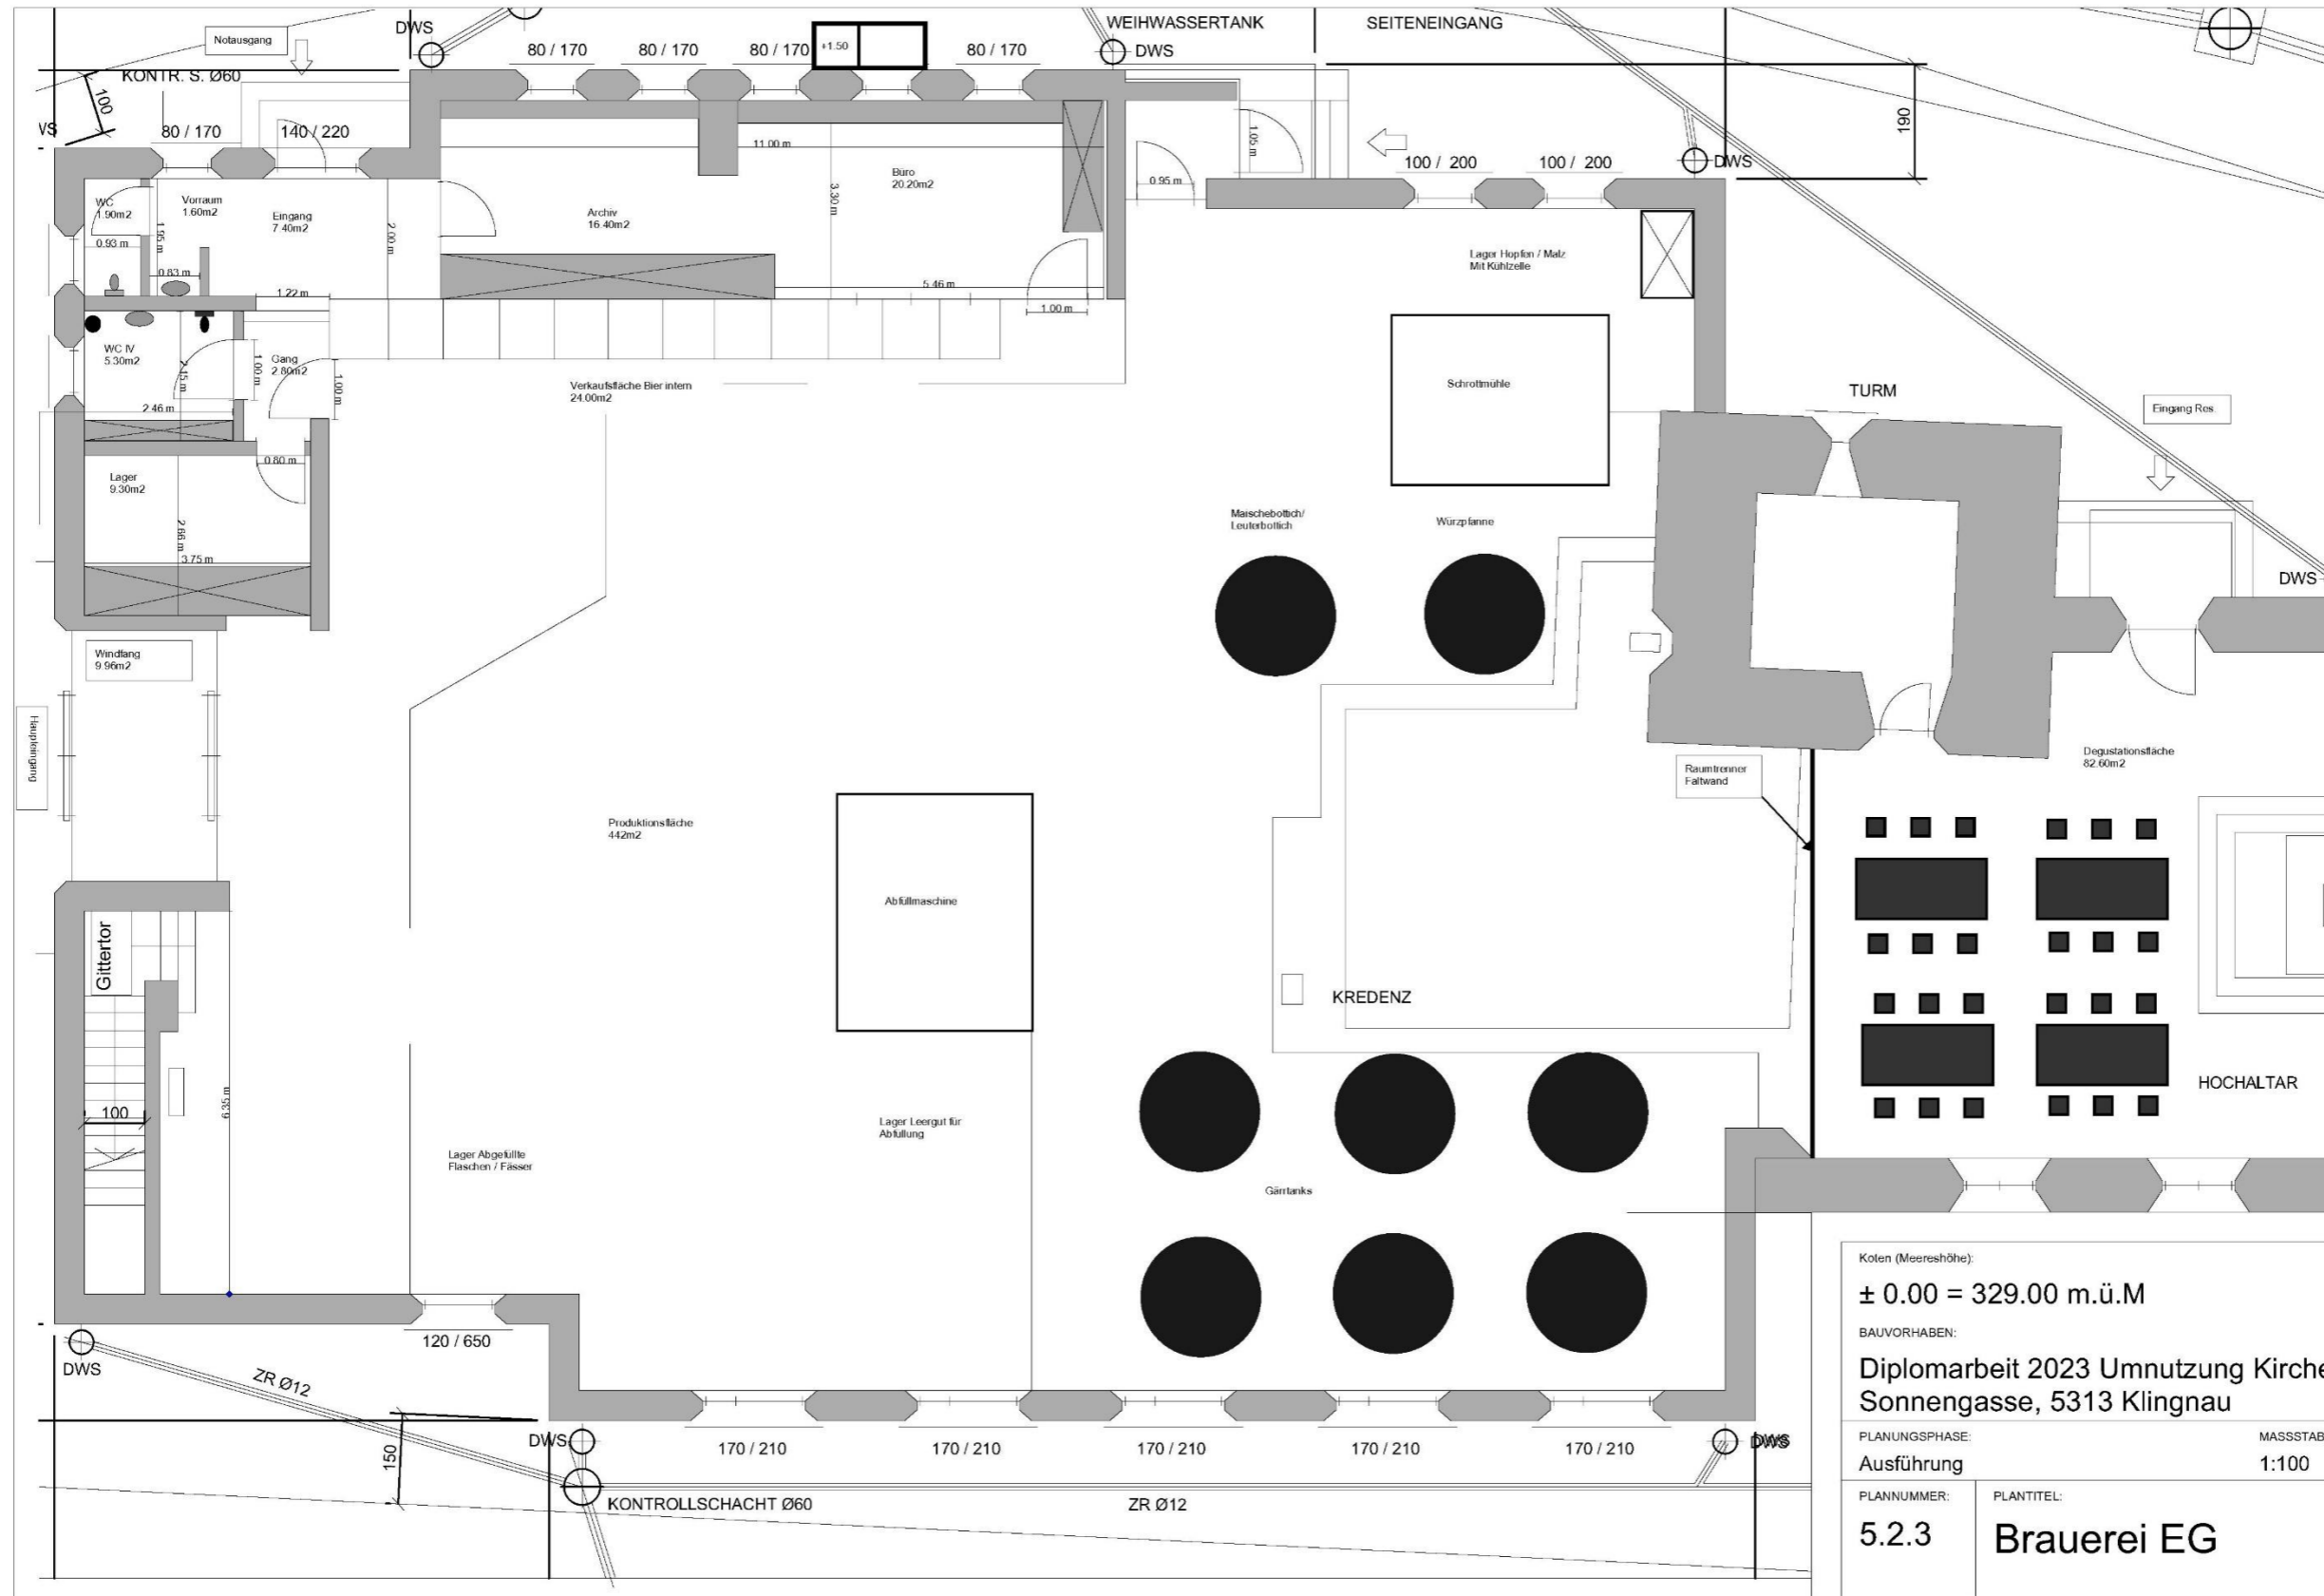 DWS
WEIHWASSERTANK
SEITENEINGANG
Notausgang
80 / 170
80 / 170
80 / 170
+1.50
80 / 170
DWS
KONTR. S. Ø60
100
190
80 / 170
140 / 220
11.00 m
1.05 m
100 / 200
100 / 200
DWS
Büro
20.20m2
0.95 m
3.30 m
WC
1.90m2
Vorraum
1.60m2
Eingang
7.40m2
Archiv
16.40m2
1.95 m
2.00 m
0.93 m
0.83 m
1.22 m
5.46 m
1.00 m
Lager Hopfen / Malz
Mit Kühlzelle
WC IV
5.30m2
Gang
2.80m2
2.15 m
1.00 m
1.00 m
2.46 m
Verkaufsfläche Bier intern
24.00m2
Schrottmühle
TURM
Eingang Res.
0.80 m
Lager
9.30m2
2.66 m
3.75 m
Maischebottich/
Leuterbottich
Würzpfanne
DWS
Windfang
9.96m2
Haupteingang
Raumtrenner
Faltwand
Degustationsfläche
82.60m2
Produktionsfläche
442m2
Abfüllmaschine
Gittertor
KREDENZ
HOCHALTAR
100
6.35 m
Lager Abgefüllte
Flaschen / Fässer
Lager Leergut für
Abfüllung
Gärrtanks
120 / 650
DWS
ZR Ø12
150
DWS
170 / 210
170 / 210
170 / 210
170 / 210
170 / 210
DWS
KONTROLLSCHACHT Ø60
ZR Ø12
Koten (Meereshöhe):
± 0.00 = 329.00 m.ü.M
BAUVORHABEN:
Diplomarbeit 2023 Umnutzung Kirche
Sonnengasse, 5313 Klingnau
PLANUNGSPHASE:
MASSSTAB
Ausführung
1:100
PLANNUMMER:
PLANTITEL:
5.2.3
Brauerei EG